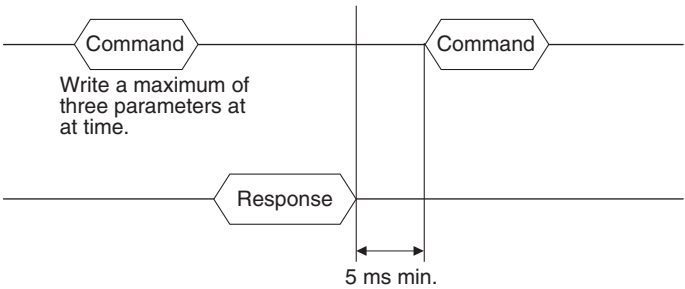 Command
Command
Write a maximum of
three parameters at
at time.
Response
5 ms min.